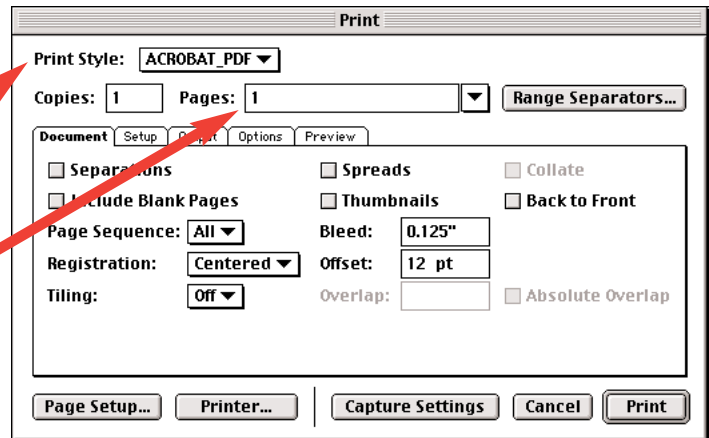 Print
Print Style: ACROBAT_PDF
Copies: 1 Pages: 1 Range Separators...
Document Setup Output Options Preview
Separations Spreads Collate
Include Blank Pages Thumbnails Back to Front
Page Sequence: All Bleed: 0.125"
Registration: Centered Offset: 12 pt
Tiling: Off Overlap: Absolute Overlap
Page Setup... Printer... Capture Settings Cancel Print